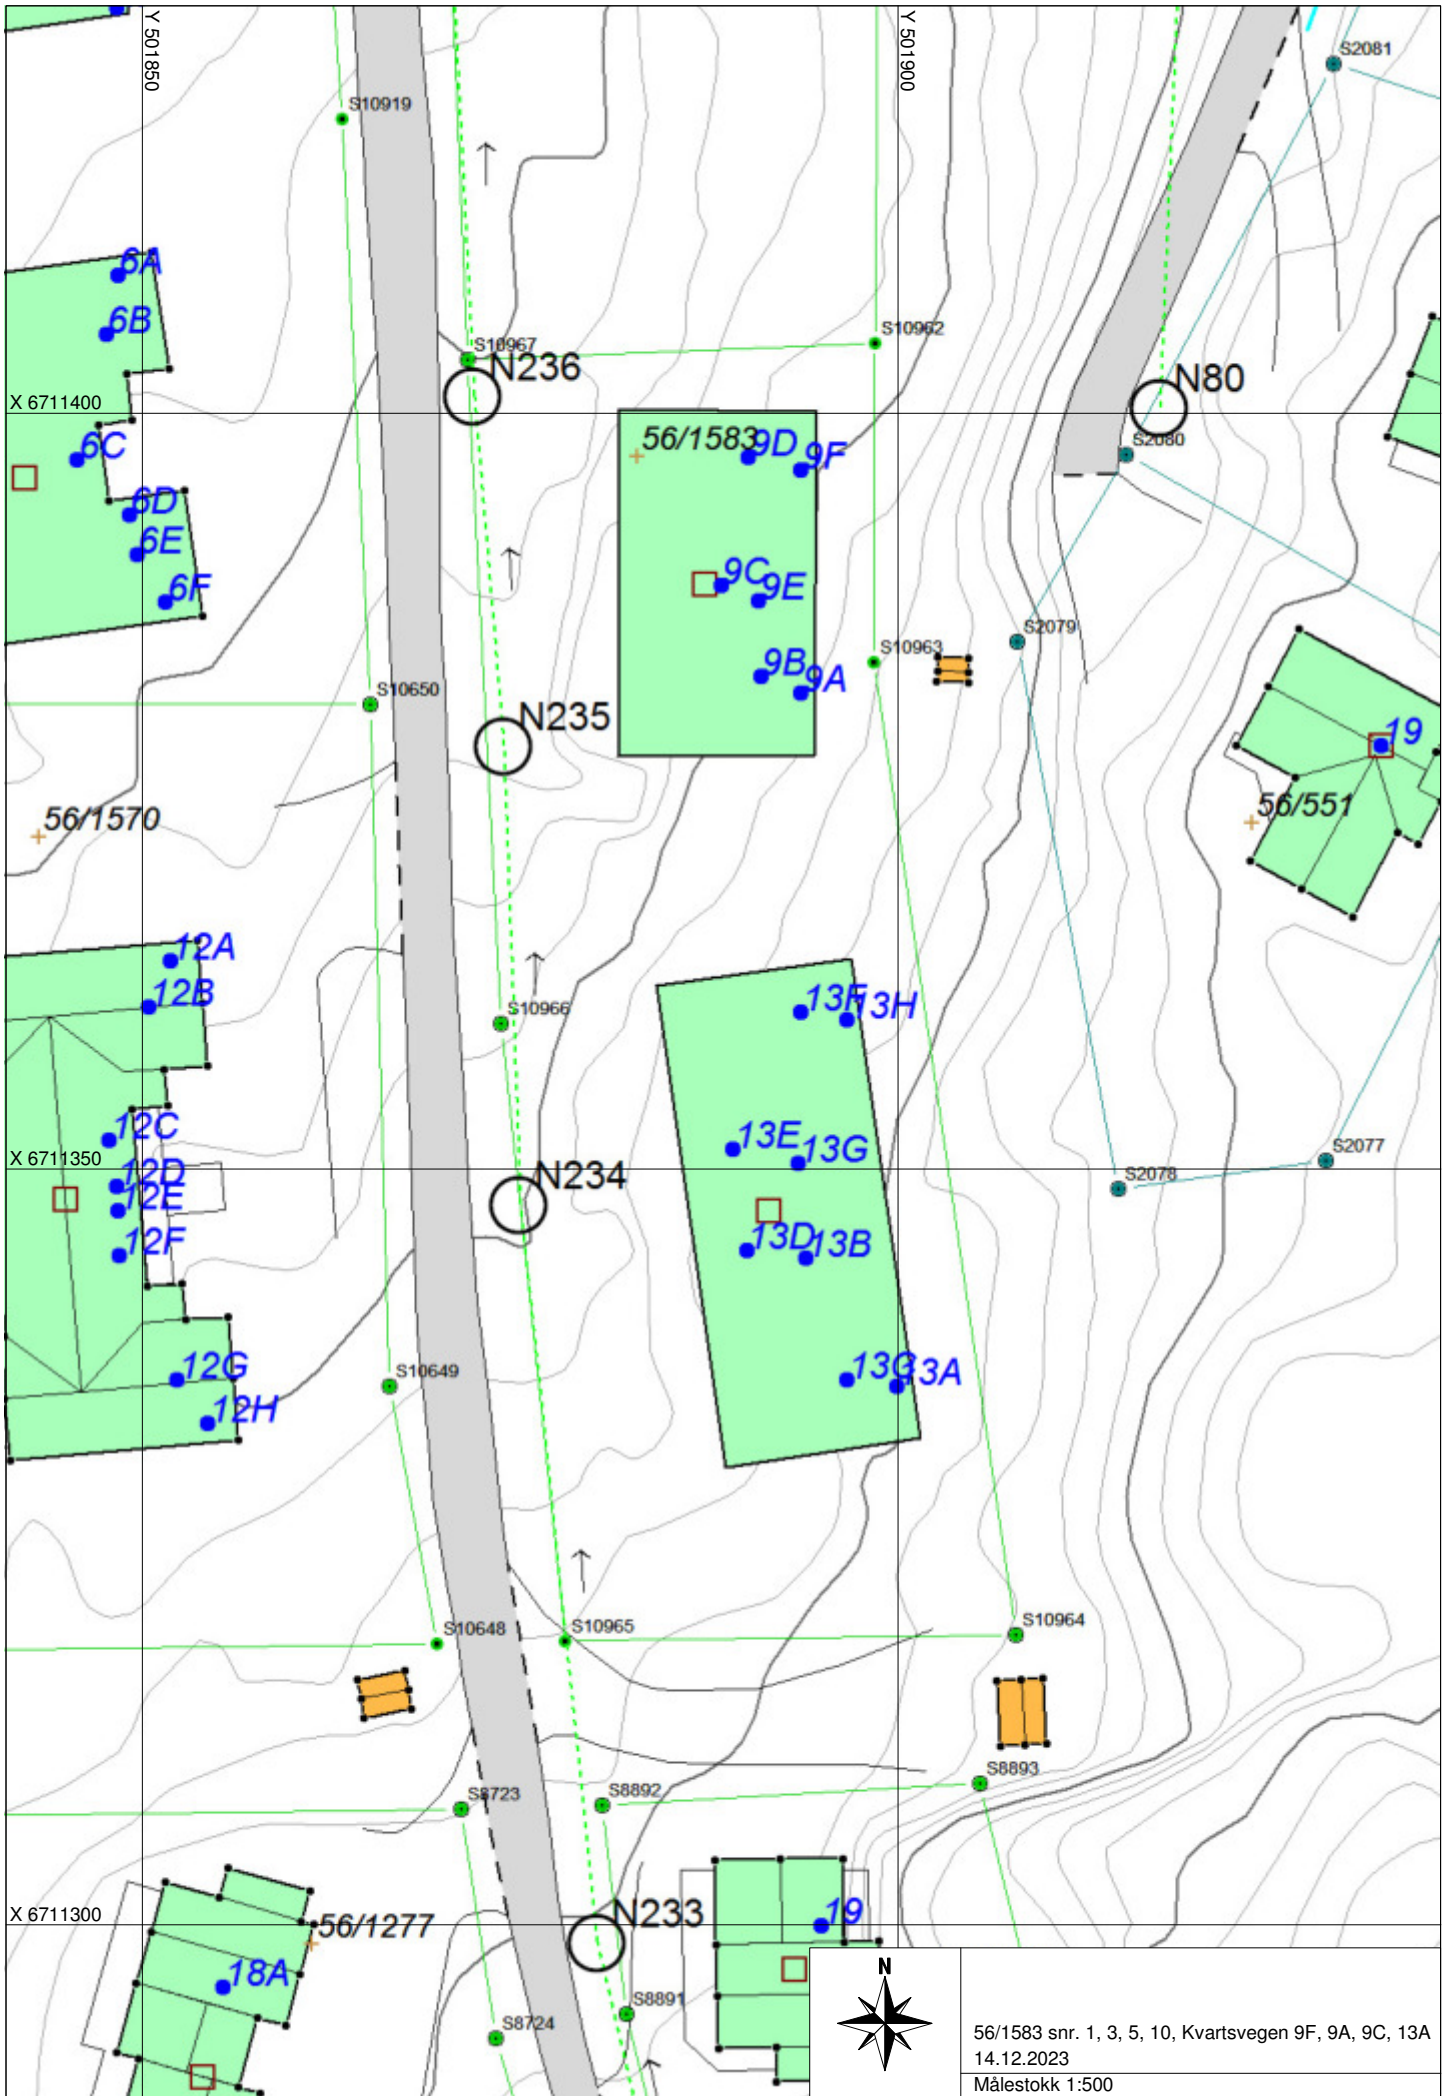 Y 501850
Y 501900
S2081
S10919
6A
6B
S10967
S10962
N236
N80
X 6711400
6C
56/1583
9D
9F
S2080
6D
6E
6F
9C
9E
S2079
S10963
9B
9A
S10650
N235
19
56/1570
56/551
12A
12B
S10966
13F
13H
12C
13E
13G
X 6711350
S2077
S2078
12D
12E
N234
12F
13D
13B
12G
S10649
13C
13A
12H
S10648
S10965
S10964
S8723
S8892
S8893
X 6711300
56/1277
N233
19
18A
S8891
S8724
N
56/1583 snr. 1, 3, 5, 10, Kvartsvegen 9F, 9A, 9C, 13A
14.12.2023
Målestokk 1:500